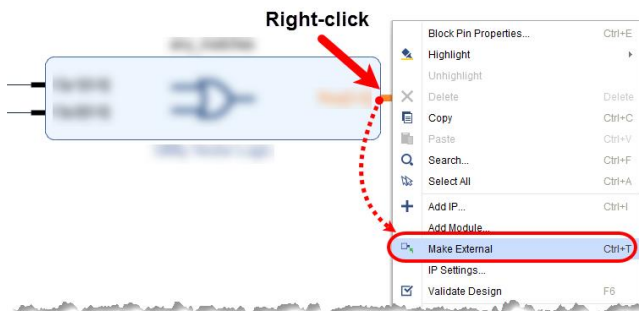 Right-click
Block Pin Properties... Ctrl+E
Highlight
Unhighlight
Delete Delete
Copy Ctrl+C
Paste Ctrl+V
Search... Ctrl+F
Select All Ctrl+A
Add IP... Ctrl+I
Add Module...
Make External Ctrl+T
IP Settings...
Validate Design F6